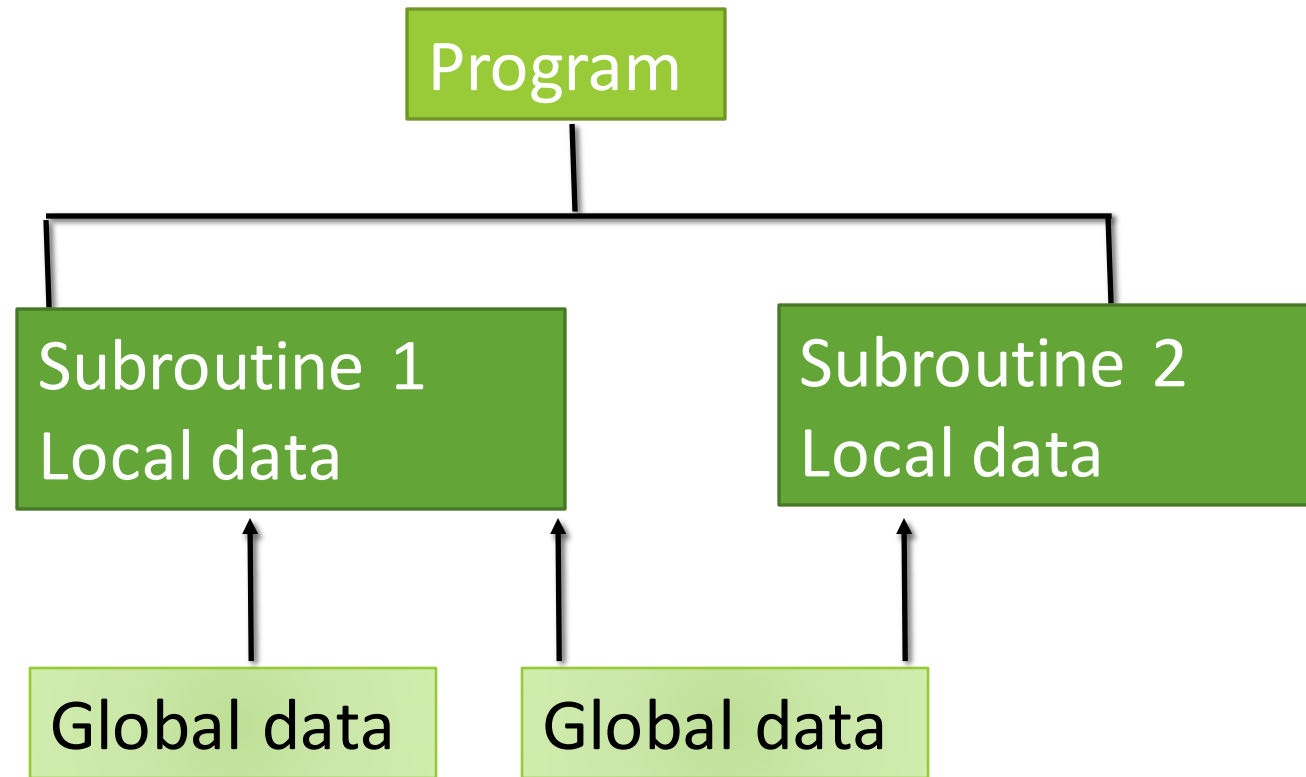 Program
Subroutine 1
Local data
Subroutine 2
Local data
Global data
Global data